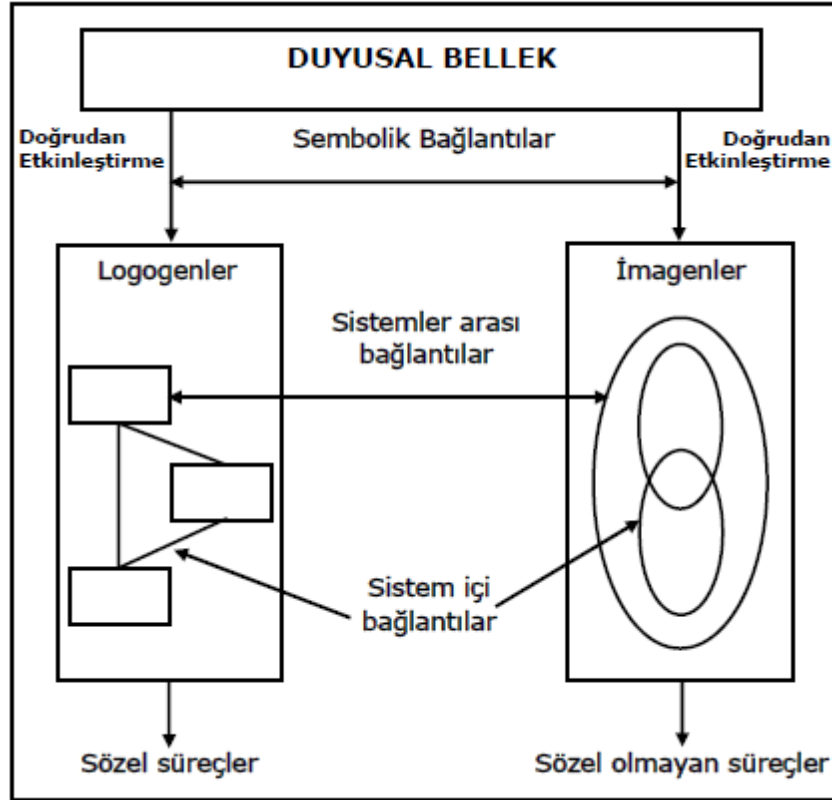 DUYUSAL BELLEK
Doğrudan
Etkinleştirme
Sembolik Bağlantılar
Doğrudan
Etkinleştirme
Logogenler
İmagenler
Sistemler arası
bağlantılar
Sistem içi
bağlantılar
Sözel süreçler
Sözel olmayan süreçler